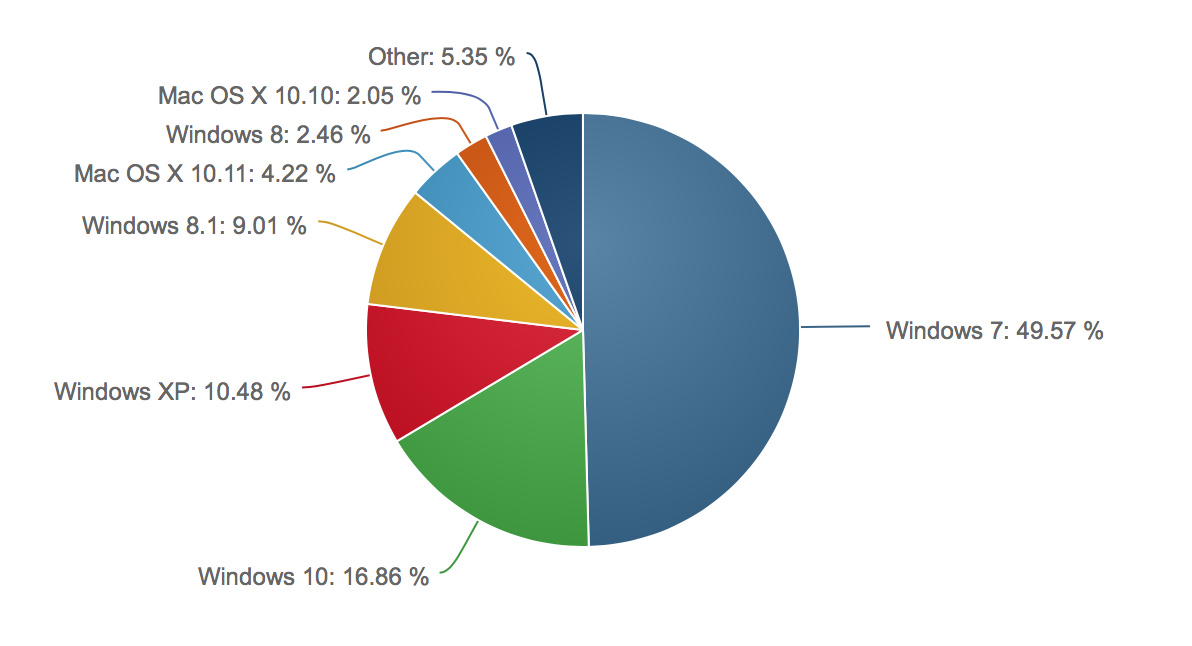 Other: 5.35 %
Mac OS X 10.10: 2.05 %
Windows 8: 2.46 %
Mac OS X 10.11: 4.22 %
Windows 8.1: 9.01 %
Windows 7: 49.57 %
Windows XP: 10.48 %
Windows 10: 16.86 %